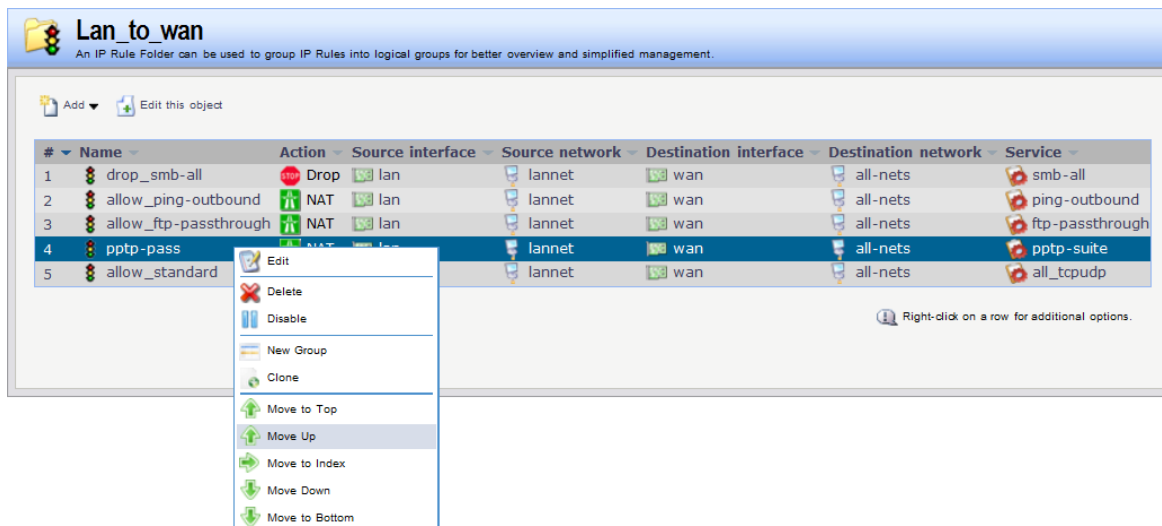 Lan_to_wan
An IP Rule Folder can be used to group IP Rules into logical groups for better overview and simplified management.
Add Edit this object
# Name Action Source interface Source network Destination interface Destination network Service
1 drop_smb-all STOP Drop lan lannet wan all-nets smb-all
2 allow_ping-outbound NAT lan lannet wan all-nets ping-outbound
3 allow_ftp-passthrough NAT lan lannet wan all-nets ftp-passthrough
4 pptp-pass NAT lan lannet wan all-nets pptp-suite
5 allow_standard lannet wan all-nets all_tcpudp
Right-click on a row for additional options.
Edit
Delete
Disable
New Group
Clone
Move to Top
Move Up
Move to Index
Move Down
Move to Bottom